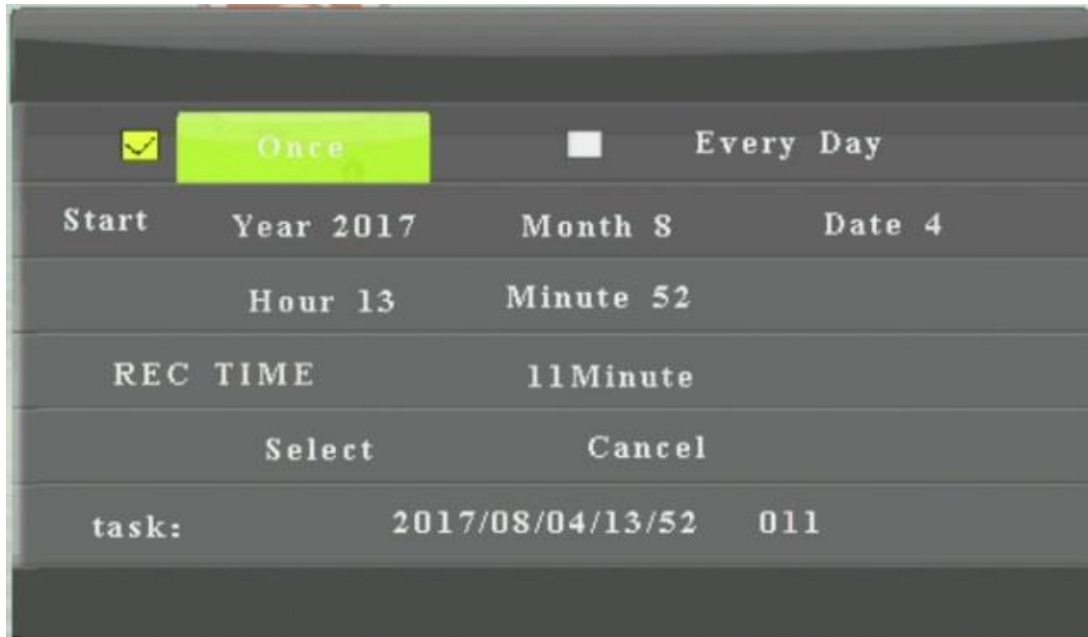 Once Every Day
Start Year 2017 Month 8 Date 4
Hour 13 Minute 52
REC TIME 11Minute
Select Cancel
task: 2017/08/04/13/52 011